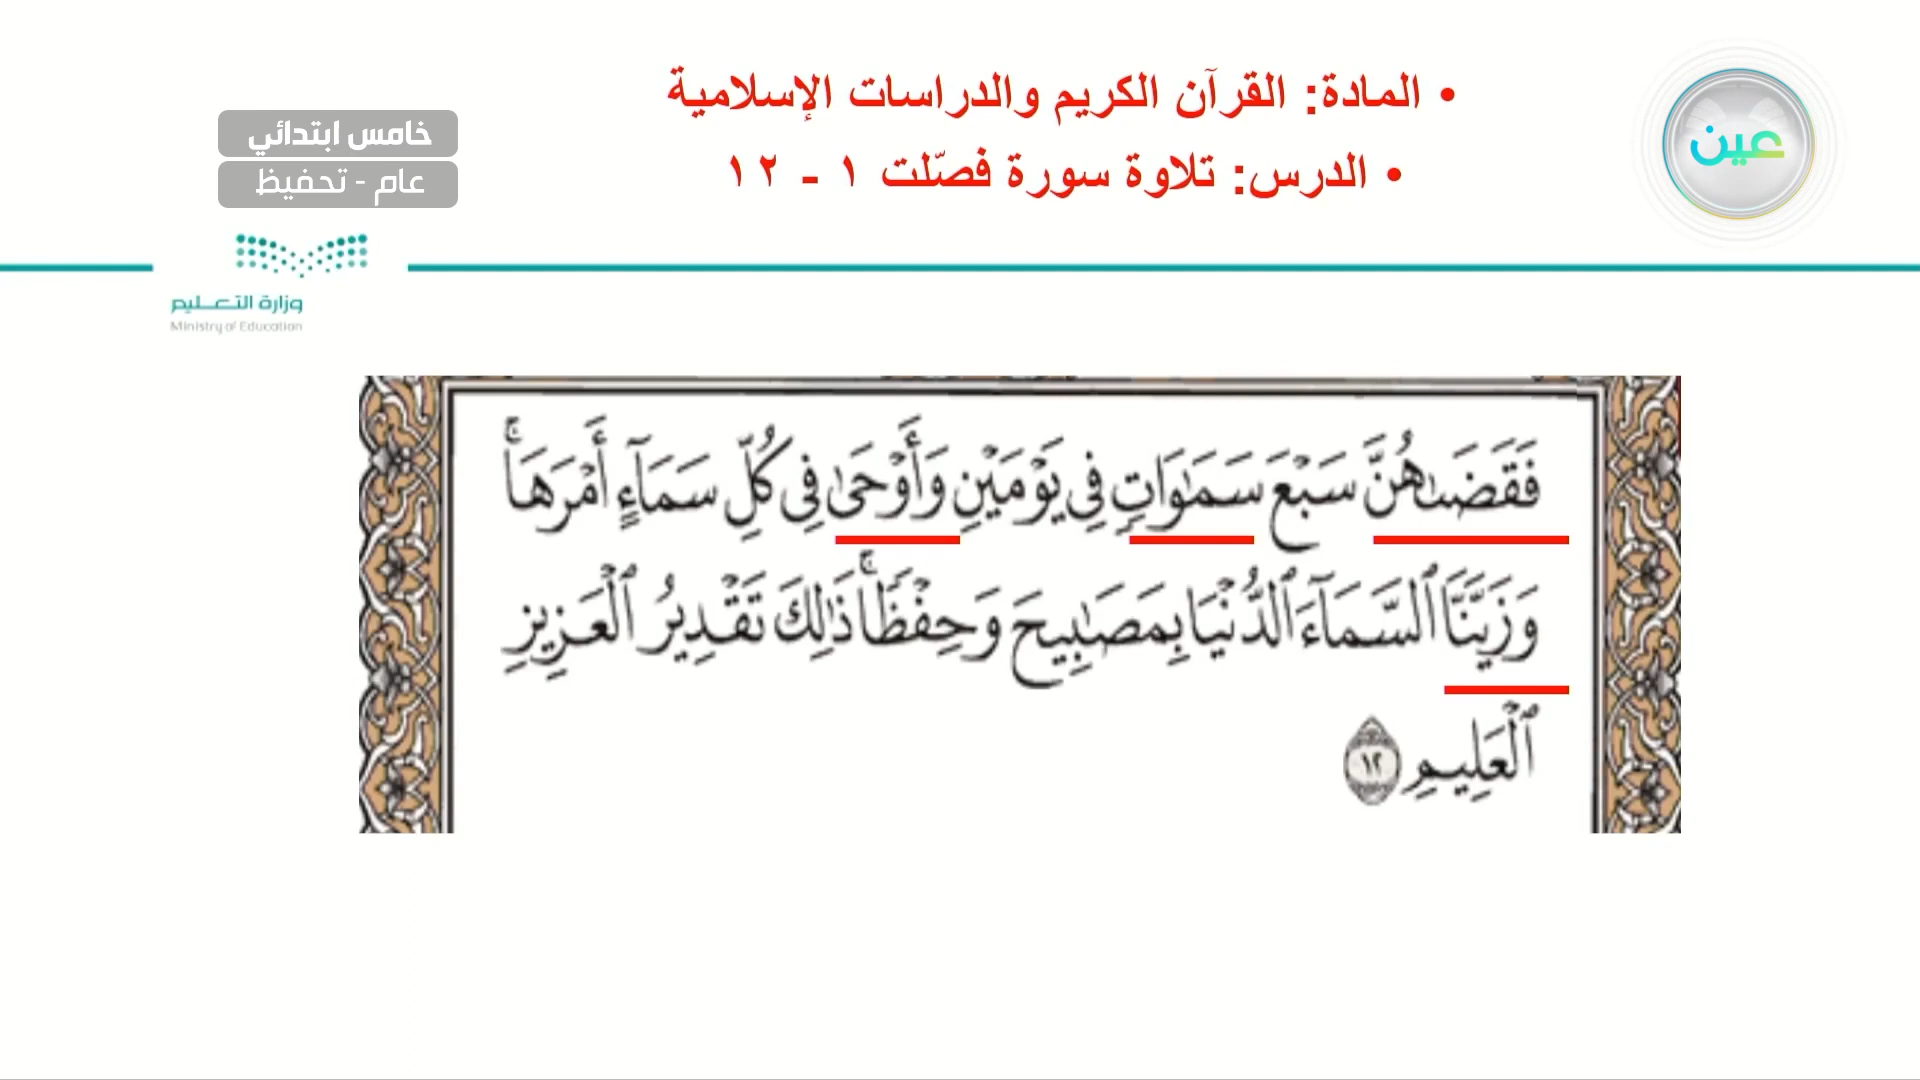 • المادة: القرآن الكريم والدراسات الإسلامية
• الدرس: تلاوة سورة فصّلت ١ - ١٢
عين
خامس ابتدائي
عام - تحفيظ
وزارة التعليم
Ministry of Education
فَقَضَىٰهُنَّ سَبْعَ سَمَٰوَاتٖ فِي يَوْمَيْنِ وَأَوْحَىٰ فِي كُلِّ سَمَآءٍ أَمْرَهَاۚ
وَزَيَّنَّا ٱلسَّمَآءَ ٱلدُّنْيَا بِمَصَٰبِيحَ وَحِفْظٗاۚ ذَٰلِكَ تَقْدِيرُ ٱلْعَزِيزِ
ٱلْعَلِيمِ ١٢